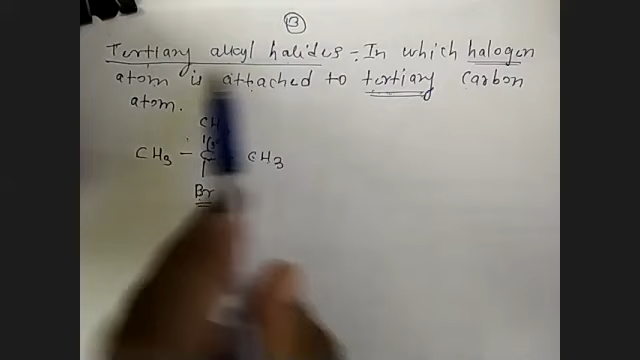 13
Tertiary alkyl halides - In which halogen
atom is attached to tertiary carbon
atom.
CH
CH3 - C CH3
Br